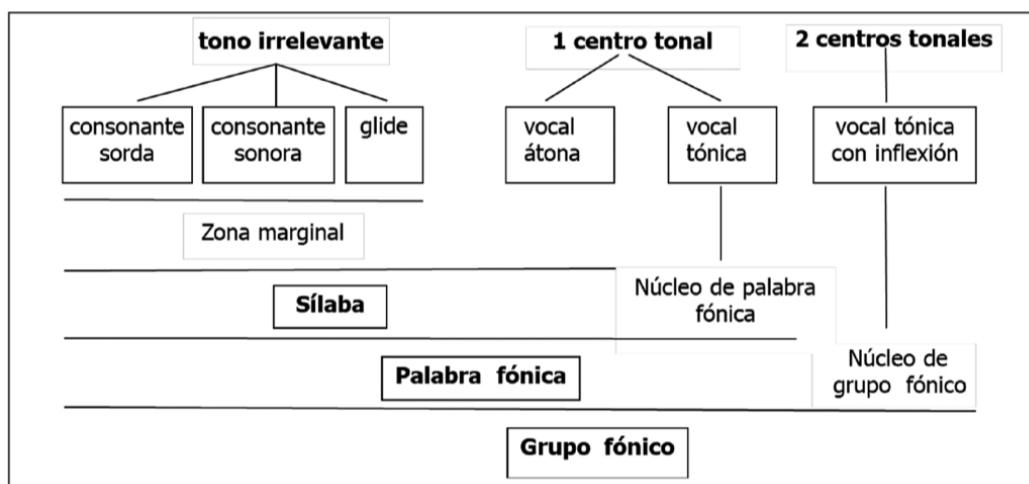 tono irrelevante
1 centro tonal
2 centros tonales
consonante
sorda
consonante
sonora
glide
vocal
átona
vocal
tónica
vocal tónica
con inflexión
Zona marginal
Sílaba
Núcleo de palabra
fónica
Palabra fónica
Núcleo de
grupo fónico
Grupo fónico